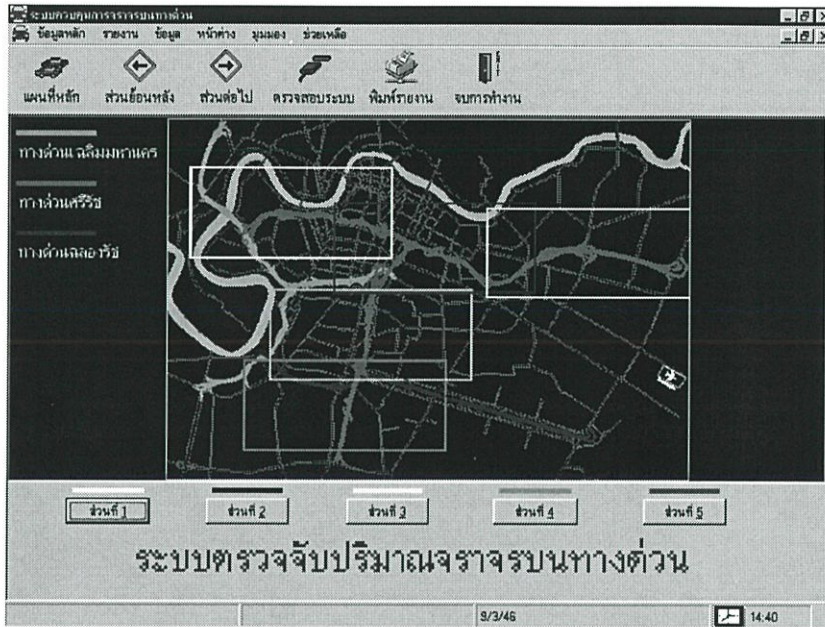 ระบบควบคุมการจราจรบนทางด่วน
ข้อมูลหลัก รายงาน ข้อมูล หน้าต่าง มุมมอง ช่วยเหลือ
แผนที่หลัก ส่วนย้อนหลัง ส่วนต่อไป ตรวจสอบระบบ พิมพ์รายงาน จบการทำงาน
ทางด่วนเฉลิมมหานคร
ทางด่วนศรีรัช
ทางด่วนฉลองรัช
ส่วนที่ 1 ส่วนที่ 2 ส่วนที่ 3 ส่วนที่ 4 ส่วนที่ 5
ระบบตรวจจับปริมาณจราจรบนทางด่วน
9/3/46 14:40